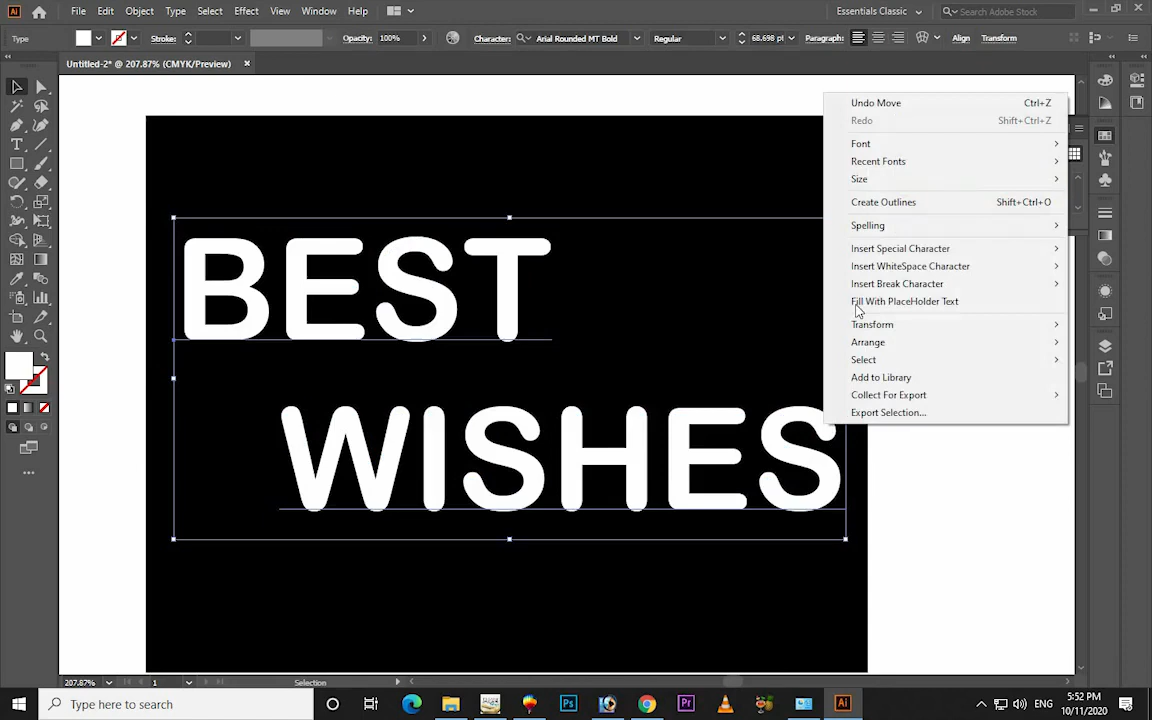 Ai File Edit Object Type Select Effect View Window Help Essentials Classic Search Adobe Stock
Type Stroke: Opacity: 100% Character: Arial Rounded MT Bold Regular 68.698 pt Paragraph: Align Transform
Untitled-2* @ 207.87% (CMYK/Preview)
Undo Move Ctrl+Z
Redo Shift+Ctrl+Z
Font
Recent Fonts
Size
Create Outlines Shift+Ctrl+O
Spelling
Insert Special Character
Insert WhiteSpace Character
Insert Break Character
Fill With PlaceHolder Text
Transform
Arrange
Select
Add to Library
Collect For Export
Export Selection...
BEST
WISHES
207.87% 1 Selection
Type here to search Ps Pr Ai ENG 5:52 PM
10/11/2020